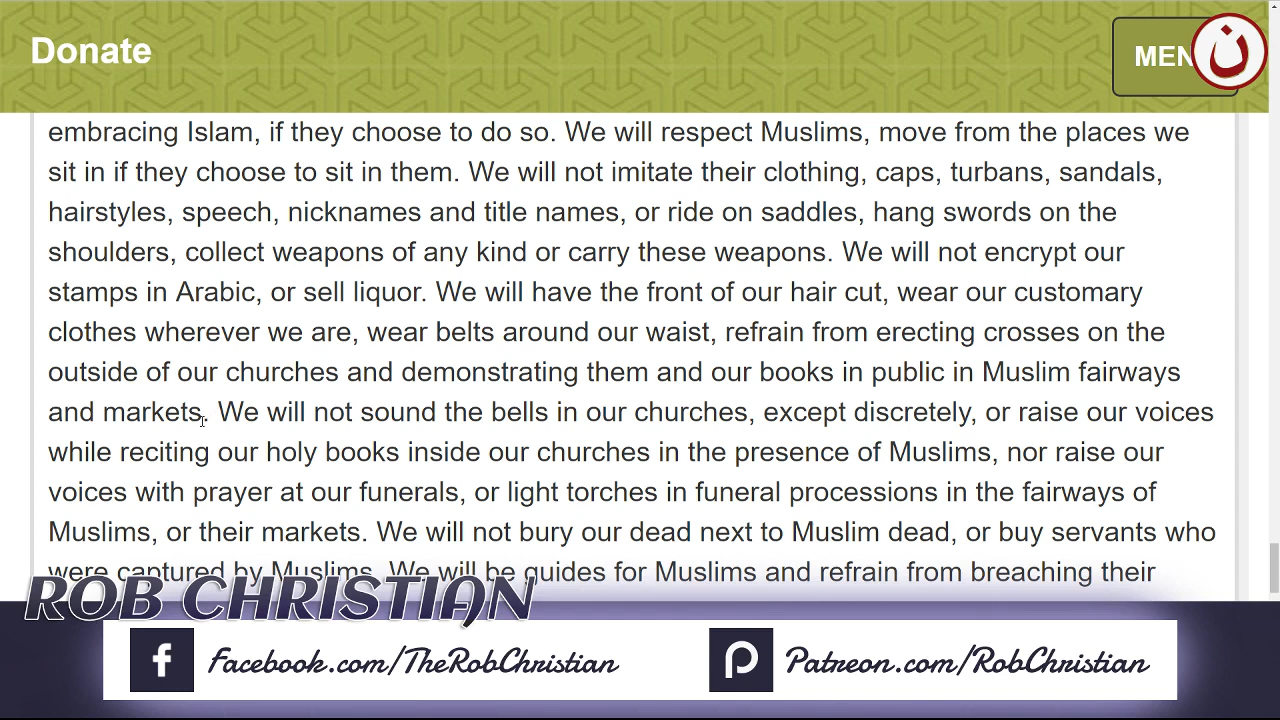 Donate
MEN
ن
embracing Islam, if they choose to do so. We will respect Muslims, move from the places we
sit in if they choose to sit in them. We will not imitate their clothing, caps, turbans, sandals,
hairstyles, speech, nicknames and title names, or ride on saddles, hang swords on the
shoulders, collect weapons of any kind or carry these weapons. We will not encrypt our
stamps in Arabic, or sell liquor. We will have the front of our hair cut, wear our customary
clothes wherever we are, wear belts around our waist, refrain from erecting crosses on the
outside of our churches and demonstrating them and our books in public in Muslim fairways
and markets. We will not sound the bells in our churches, except discretely, or raise our voices
while reciting our holy books inside our churches in the presence of Muslims, nor raise our
voices with prayer at our funerals, or light torches in funeral processions in the fairways of
Muslims, or their markets. We will not bury our dead next to Muslim dead, or buy servants who
were captured by Muslims. We will be guides for Muslims and refrain from breaching their
ROB CHRISTIAN
f Facebook.com/TheRobChristian
Patreon.com/RobChristian